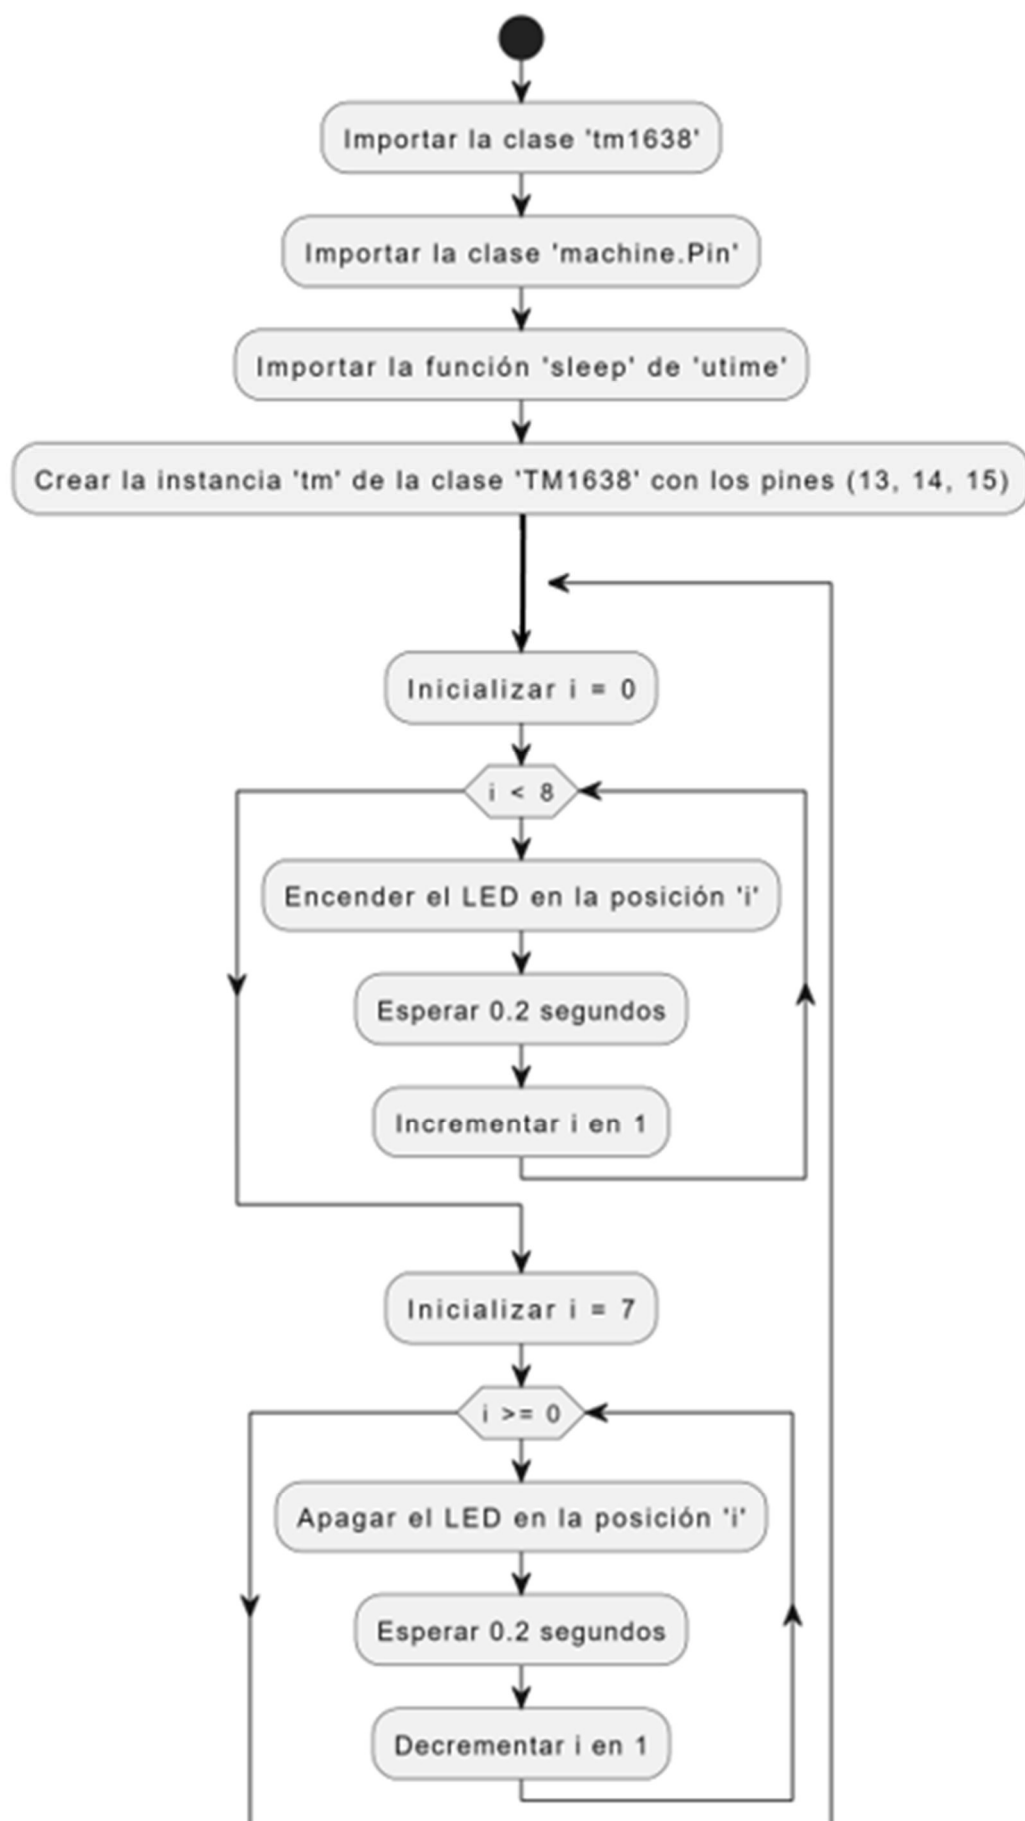 Importar la clase 'tm1638'
Importar la clase 'machine.Pin'
Importar la función 'sleep' de 'utime'
Crear la instancia 'tm' de la clase 'TM1638' con los pines (13, 14, 15)
Inicializar i = 0
i < 8
Encender el LED en la posición 'i'
Esperar 0.2 segundos
Incrementar i en 1
Inicializar i = 7
i >= 0
Apagar el LED en la posición 'i'
Esperar 0.2 segundos
Decrementar i en 1